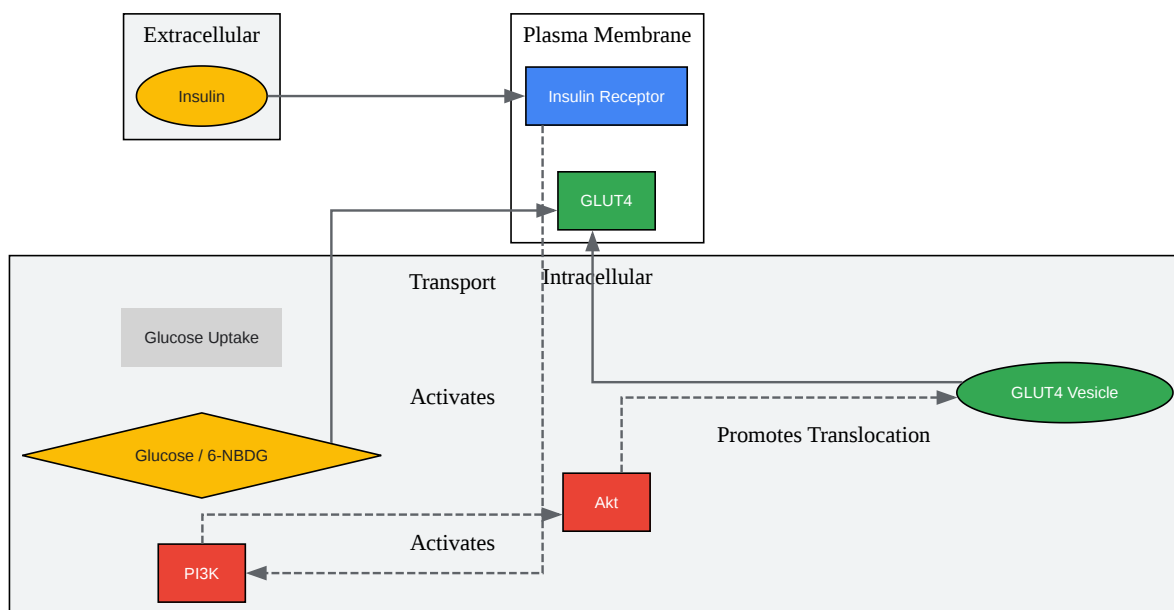 Extracellular
Plasma Membrane
Insulin
Insulin Receptor
GLUT4
Transport
Intracellular
Glucose Uptake
Activates
GLUT4 Vesicle
Promotes Translocation
Glucose / 6-NBDG
Akt
Activates
PI3K